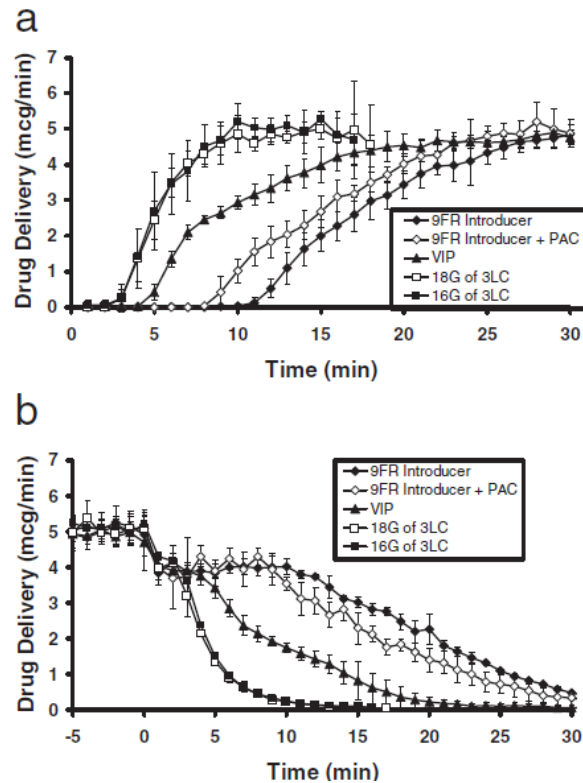 a
Drug Delivery (mcg/min)
7
6
5
4
3
2
1
0
9FR Introducer
9FR Introducer + PAC
VIP
18G of 3LC
16G of 3LC
0 5 10 15 20 25 30
Time (min)
b
Drug Delivery (mcg/min)
7
6
5
4
3
2
1
0
9FR Introducer
9FR Introducer + PAC
VIP
18G of 3LC
16G of 3LC
-5 0 5 10 15 20 25 30
Time (min)